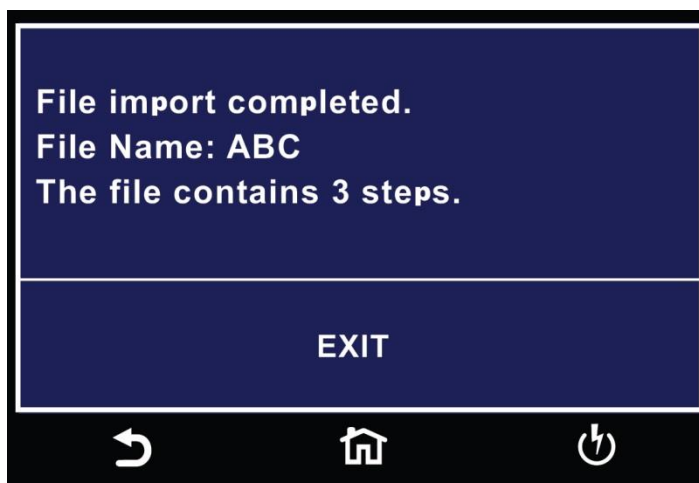 File import completed.
File Name: ABC
The file contains 3 steps.
EXIT